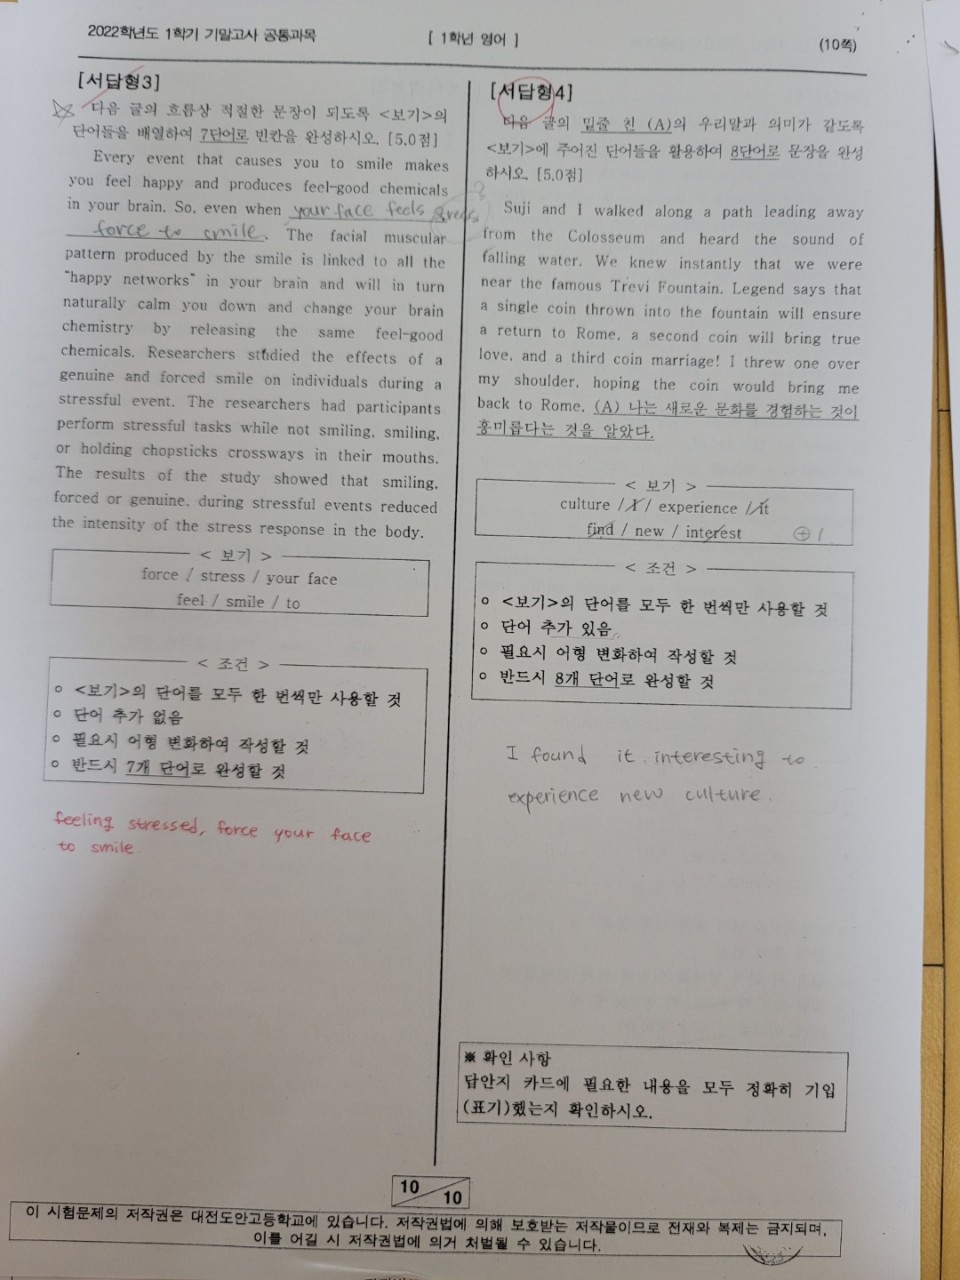 2022학년도 1학기 기말고사 공통과목
[ 1학년 영어 ]
(10쪽)
[서답형3]
다음 글의 흐름상 적절한 문장이 되도록 <보기>의
단어들을 배열하여 7단어로 빈칸을 완성하시오. [5.0점]
Every event that causes you to smile makes
you feel happy and produces feel-good chemicals
in your brain. So, even when your face feels stress
force to smile. The facial muscular
pattern produced by the smile is linked to all the
"happy networks" in your brain and will in turn
naturally calm you down and change your brain
chemistry by releasing the same feel-good
chemicals. Researchers studied the effects of a
genuine and forced smile on individuals during a
stressful event. The researchers had participants
perform stressful tasks while not smiling, smiling,
or holding chopsticks crossways in their mouths.
The results of the study showed that smiling,
forced or genuine, during stressful events reduced
the intensity of the stress response in the body.
< 보기 >
force / stress / your face
feel / smile / to
< 조건 >
○ <보기>의 단어를 모두 한 번씩만 사용할 것
○ 단어 추가 없음
○ 필요시 어형 변화하여 작성할 것
○ 반드시 7개 단어로 완성할 것
feeling stressed, force your face
to smile.
[서답형4]
다음 글의 밑줄 친 (A)의 우리말과 의미가 같도록
<보기>에 주어진 단어들을 활용하여 8단어로 문장을 완성
하시오. [5.0점]
Suji and I walked along a path leading away
from the Colosseum and heard the sound of
falling water. We knew instantly that we were
near the famous Trevi Fountain. Legend says that
a single coin thrown into the fountain will ensure
a return to Rome, a second coin will bring true
love, and a third coin marriage! I threw one over
my shoulder, hoping the coin would bring me
back to Rome. (A) 나는 새로운 문화를 경험하는 것이
흥미롭다는 것을 알았다.
< 보기 >
culture / I / experience / it
find / new / interest ⊕ 1
< 조건 >
○ <보기>의 단어를 모두 한 번씩만 사용할 것
○ 단어 추가 있음
○ 필요시 어형 변화하여 작성할 것
○ 반드시 8개 단어로 완성할 것
I found it interesting to
experience new culture.
※ 확인 사항
답안지 카드에 필요한 내용을 모두 정확히 기입
(표기)했는지 확인하시오.
10
10
이 시험문제의 저작권은 대전도안고등학교에 있습니다. 저작권법에 의해 보호받는 저작물이므로 전재와 복제는 금지되며,
이를 어길 시 저작권법에 의거 처벌될 수 있습니다.